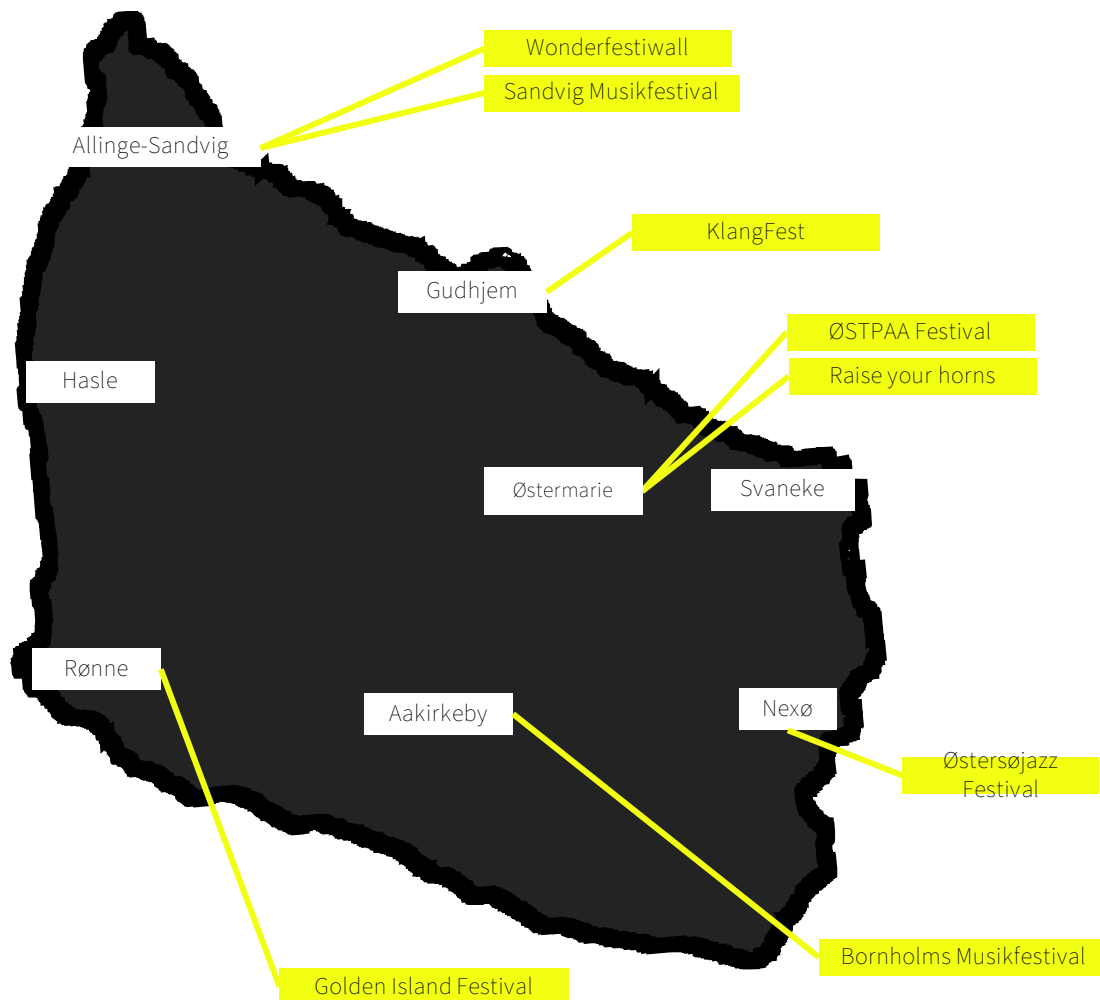 Wonderfestiwall
Sandvig Musikfestival
Allinge-Sandvig
KlangFest
Gudhjem
ØSTPAA Festival
Raise your horns
Hasle
Østermarie
Svaneke
Rønne
Aakirkeby
Nexø
Østersøjazz
Festival
Bornholms Musikfestival
Golden Island Festival